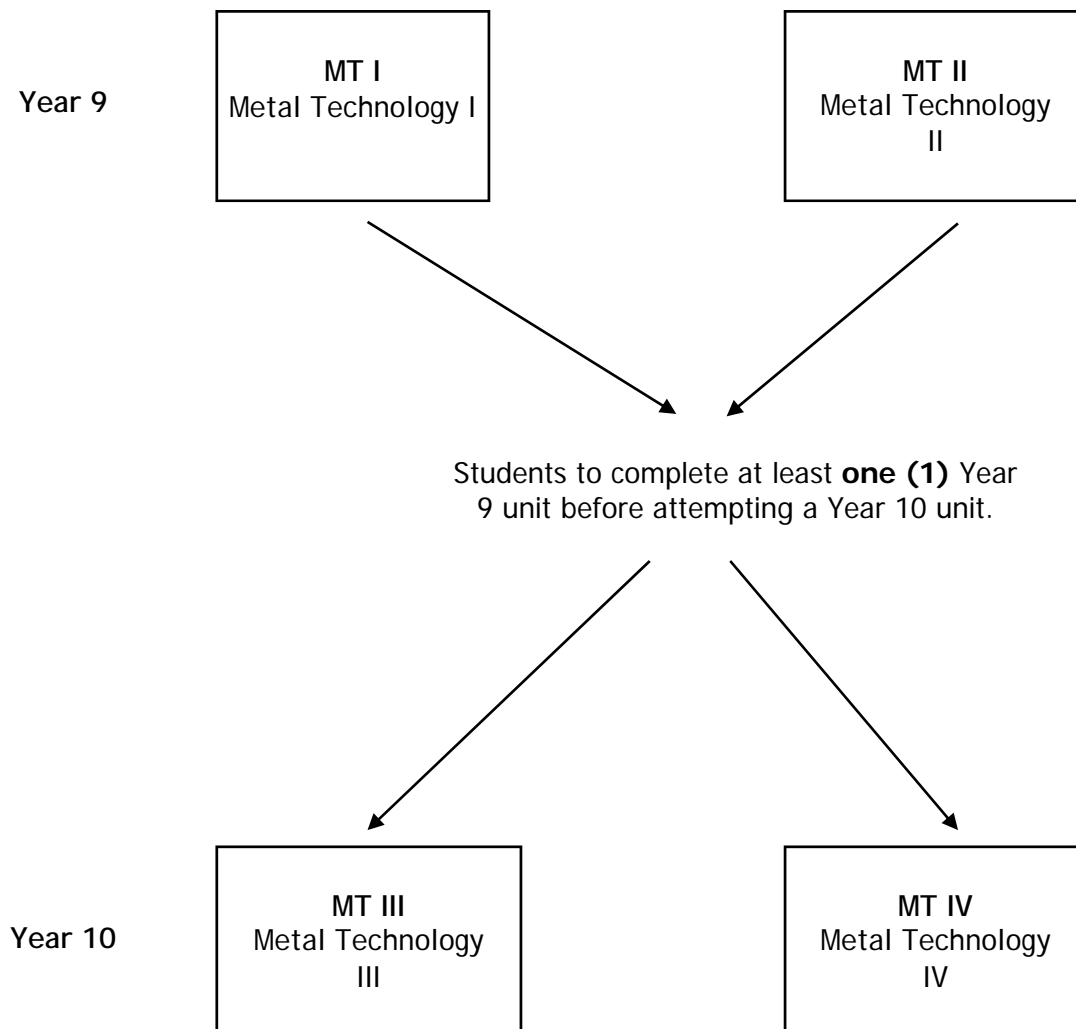 Year 9
MT I
Metal Technology I
MT II
Metal Technology
II
Students to complete at least one (1) Year
9 unit before attempting a Year 10 unit.
Year 10
MT III
Metal Technology
III
MT IV
Metal Technology
IV